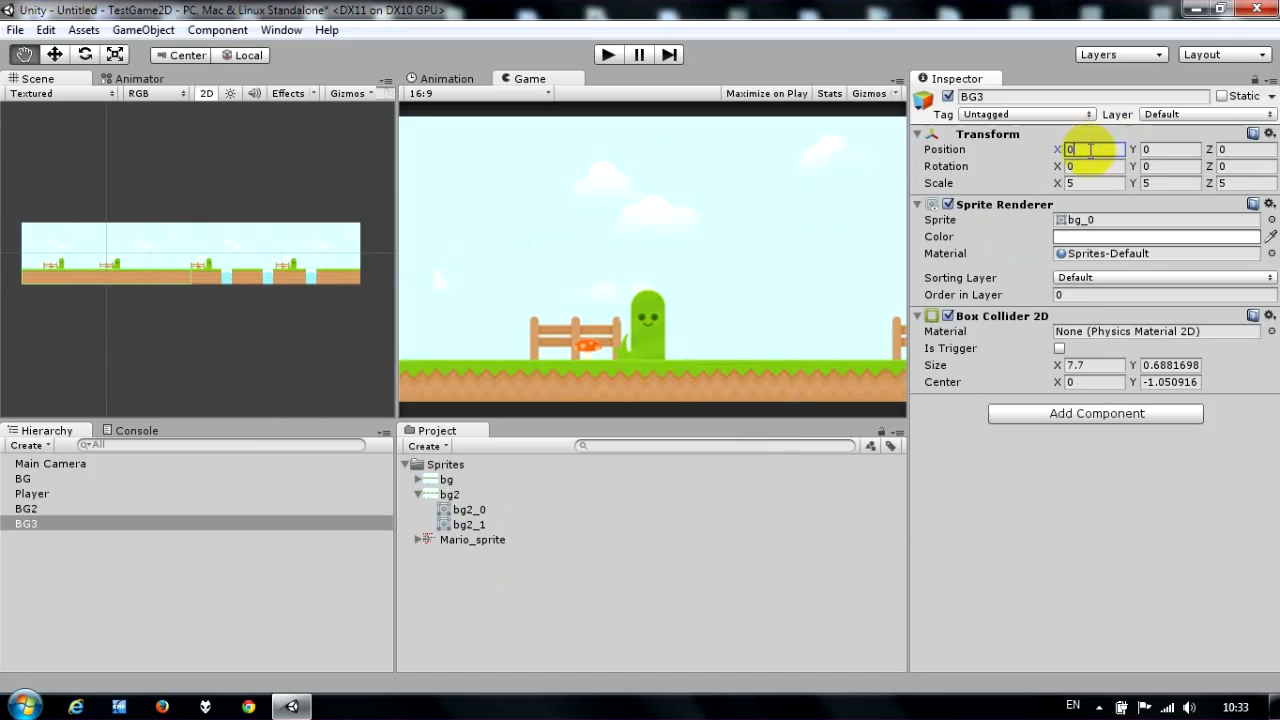 Unity - Untitled - TestGame2D - PC, Mac & Linux Standalone* <DX11 on DX10 GPU>
File Edit Assets GameObject Component Window Help
Center Local Layers Layout
Scene Animator
Textured RGB 2D Effects Gizmos
Animation Game
16:9 Maximize on Play Stats Gizmos
Inspector
BG3 Static
Tag Untagged Layer Default
Transform
Position X 0 Y 0 Z 0
Rotation X 0 Y 0 Z 0
Scale X 5 Y 5 Z 5
Sprite Renderer
Sprite bg_0
Color
Material Sprites-Default
Sorting Layer Default
Order in Layer 0
Box Collider 2D
Material None (Physics Material 2D)
Is Trigger
Size X 7.7 Y 0.6881698
Center X 0 Y -1.050916
Add Component
Hierarchy Console
Create All
Main Camera
BG
Player
BG2
BG3
Project
Create
Sprites
bg
bg2
bg2_0
bg2_1
Mario_sprite
EN 10:33